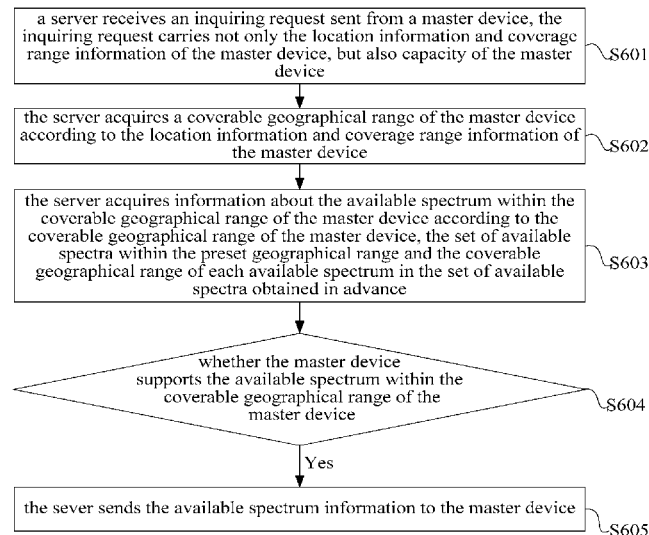 a server receives an inquiring request sent from a master device, the
inquiring request carries not only the location information and coverage
range information of the master device, but also capacity of the master
device
S601
the server acquires a coverable geographical range of the master device
according to the location information and coverage range information of
the master device
S602
the server acquires information about the available spectrum within the
coverable geographical range of the master device according to the
coverable geographical range of the master device, the set of available
spectra within the preset geographical range and the coverable
geographical range of each available spectrum in the set of available
spectra obtained in advance
S603
whether the master device
supports the available spectrum within the
coverable geographical range of the
master device
S604
Yes
the sever sends the available spectrum information to the master device
S605